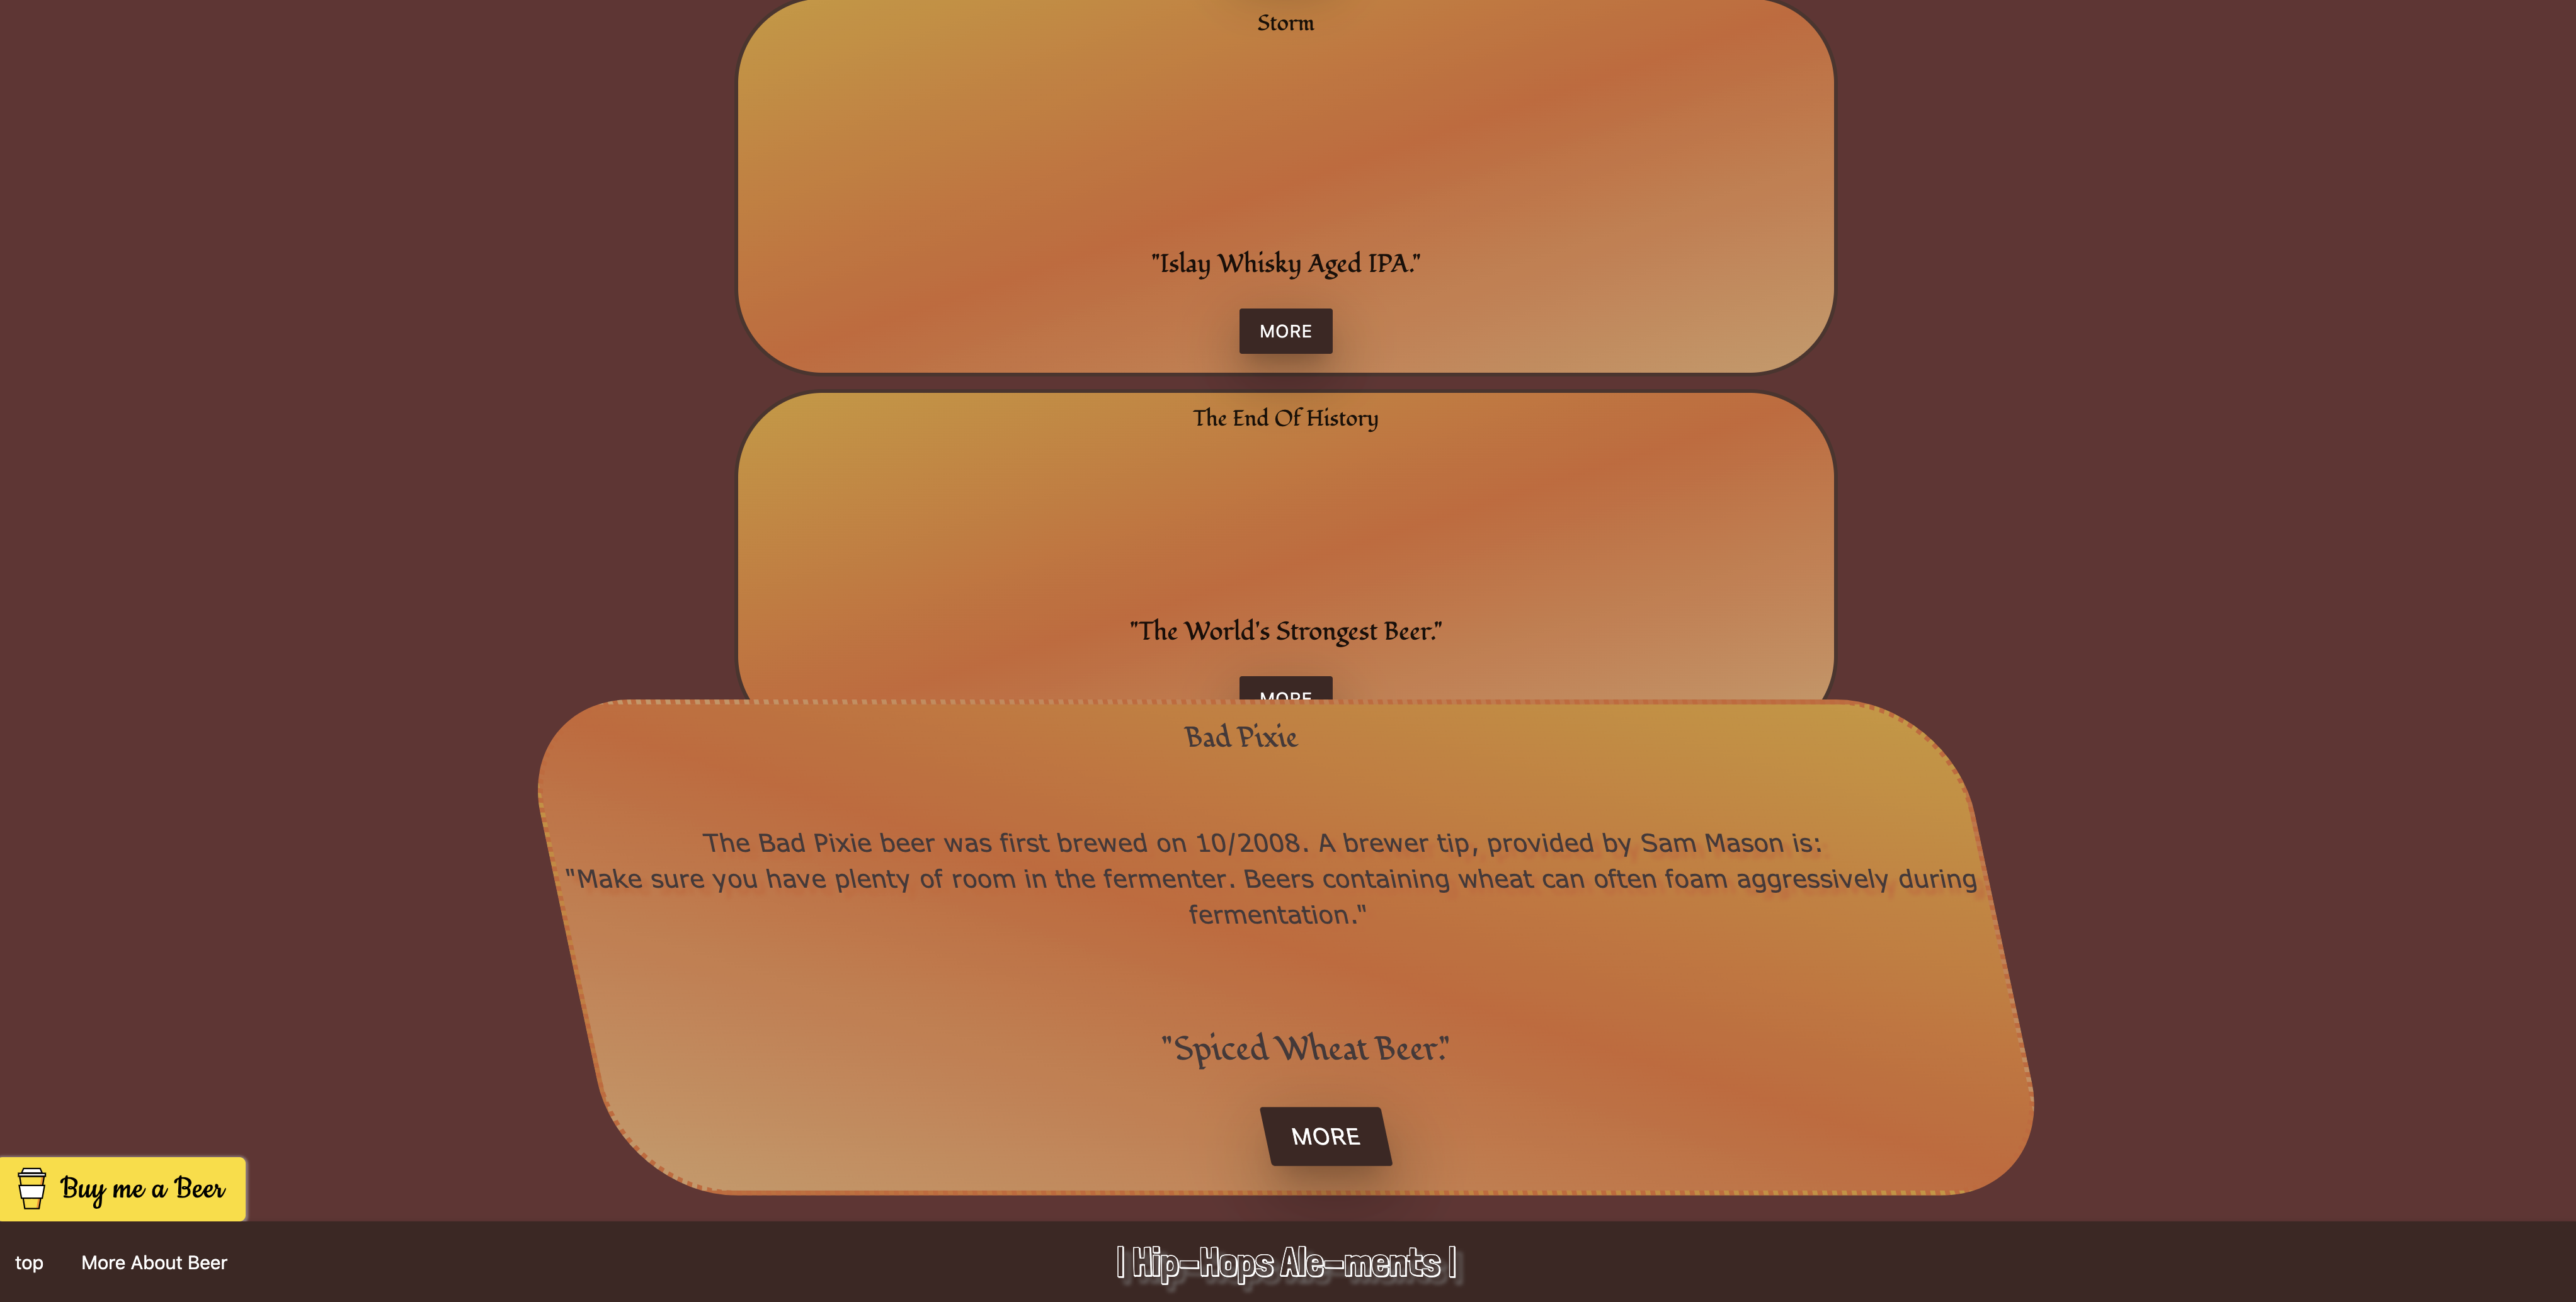 Storm
"Islay Whisky Aged IPA."
MORE
The End Of History
"The World's Strongest Beer."
MORE
Bad Pixie
The Bad Pixie beer was first brewed on 10/2008. A brewer tip, provided by Sam Mason is:
"Make sure you have plenty of room in the fermenter. Beers containing wheat can often foam aggressively during
fermentation."
"Spiced Wheat Beer."
MORE
Buy me a Beer
top More About Beer | Hip-Hops Ale-ments |